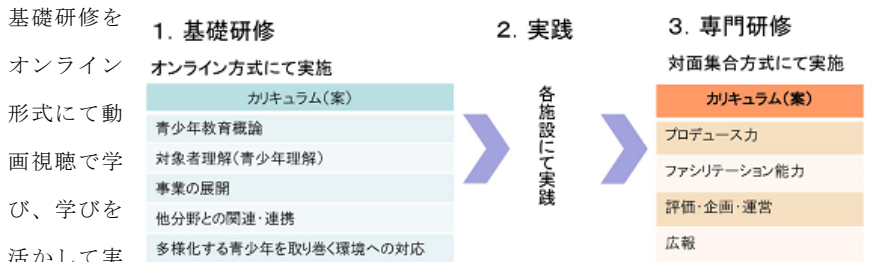 基礎研修を
オンライン
形式にて動
画視聴で学
び、学びを
活かして実
1. 基礎研修
オンライン方式にて実施
カリキュラム(案)
青少年教育概論
対象者理解(青少年理解)
事業の展開
他分野との関連・連携
多様化する青少年を取り巻く環境への対応
2. 実践
各施設にて実践
3. 専門研修
対面集合方式にて実施
カリキュラム(案)
プロデュース力
ファシリテーション能力
評価・企画・運営
広報